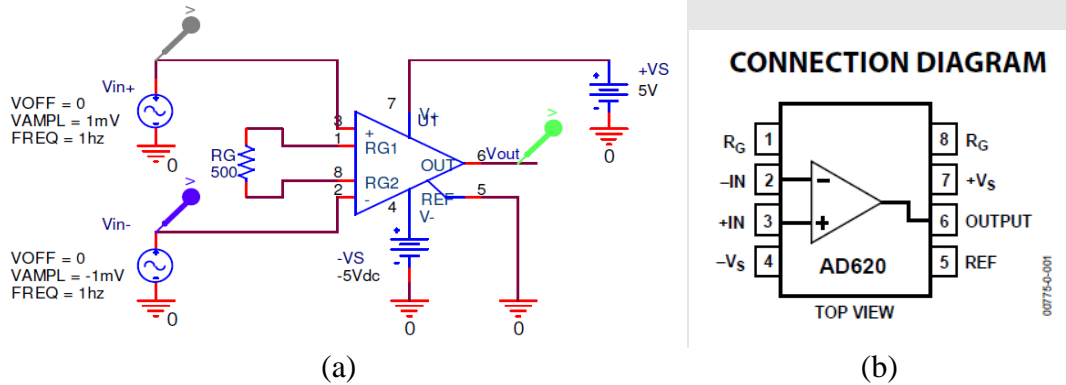 Vin+
VOFF = 0
VAMPL = 1mV
FREQ = 1hz
0
RG
500
Vin-
VOFF = 0
VAMPL = -1mV
FREQ = 1hz
0
3
1
8
2
+
RG1
RG2
-
7
V+
U1
OUT
6
Vout
REF
5
4
V-
-VS
-5Vdc
0
0
+VS
5V
0
(a)
CONNECTION DIAGRAM
RG 1
8 RG
–IN 2
7 +VS
+IN 3
6 OUTPUT
–VS 4
5 REF
AD620
TOP VIEW
00775-0-001
(b)